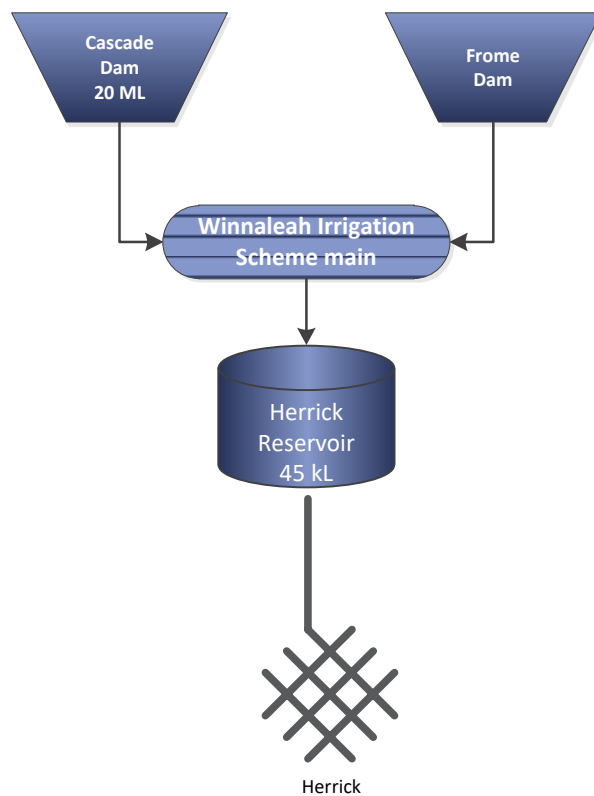 Cascade
Dam
20 ML
Frome
Dam
Winnaleah Irrigation
Scheme main
Herrick
Reservoir
45 kL
Herrick